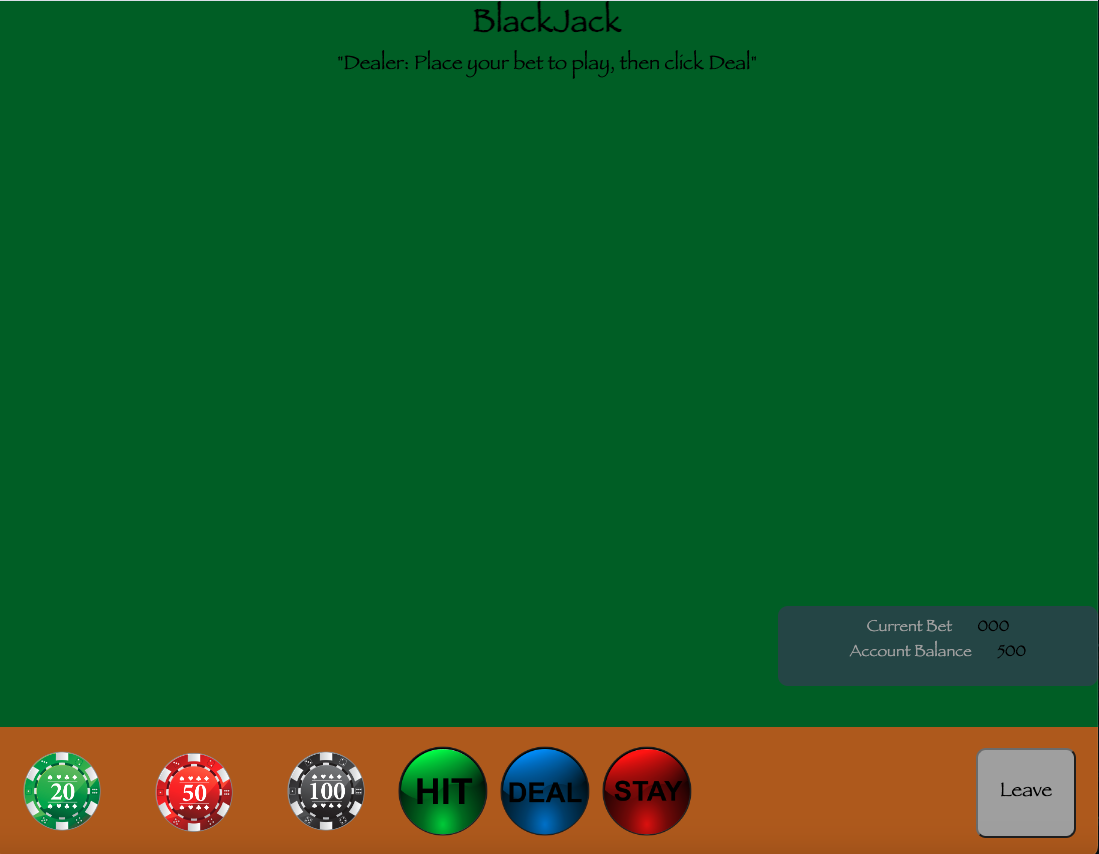 BlackJack
"Dealer: Place your bet to play, then click Deal"
Current Bet 000
Account Balance 500
20
50
100
HIT
DEAL
STAY
Leave